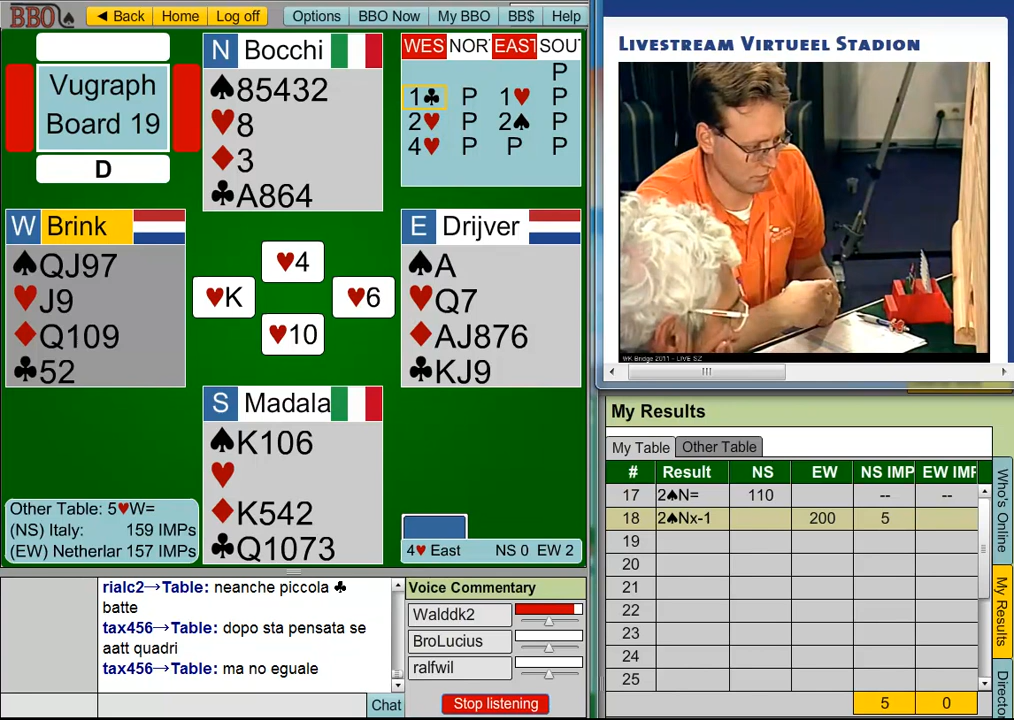 BBO ◄ Back Home Log off Options BBO Now My BBO BB$ Help
Vugraph
Board 19
D
N Bocchi
♠85432
♥8
♦3
♣A864
WES NOR EAST SOUT
P
1♣ P 1♥ P
2♥ P 2♠ P
4♥ P P P
W Brink
♠QJ97
♥J9
♦Q109
♣52
♥4
♥K ♥6
♥10
E Drijver
♠A
♥Q7
♦AJ876
♣KJ9
S Madala
♠K106
♥
♦K542
♣Q1073
Other Table: 5♥W=
(NS) Italy: 159 IMPs
(EW) Netherlar 157 IMPs
4♥ East NS 0 EW 2
rialc2→Table: neanche piccola ♣
batte
tax456→Table: dopo sta pensata se
aatt quadri
tax456→Table: ma no eguale
Chat
Voice Commentary
Walddk2
BroLucius
ralfwil
Stop listening
Livestream Virtueel Stadion
WK Bridge 2011 - LIVE SZ
My Results
My Table Other Table
# Result NS EW NS IMP EW IMF
17 2♠N= 110 -- --
18 2♠Nx-1 200 5
19
20
21
22
23
24
25
5 0
Who's Online
My Results
Director